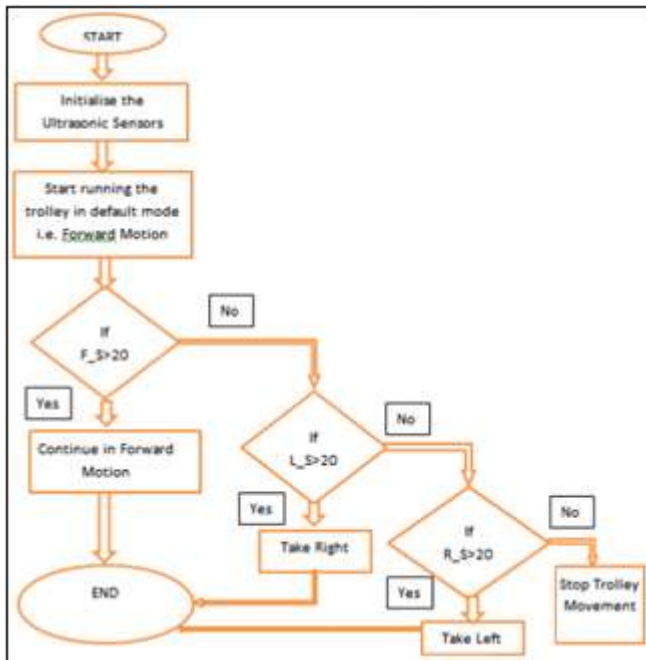 START
Initialise the
Ultrasonic Sensors
Start running the
trolley in default mode
i.e. Forward Motion
If
F_S>20
No
Yes
Continue in Forward
Motion
If
L_S>20
No
Yes
Take Right
If
R_S>20
No
Yes
Stop Trolley
Movement
Take Left
END